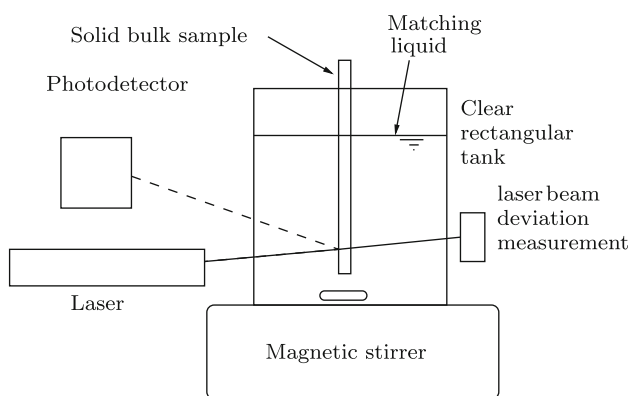 Solid bulk sample
Matching
liquid
Photodetector
Clear
rectangular
tank
laser beam
deviation
measurement
Laser
Magnetic stirrer